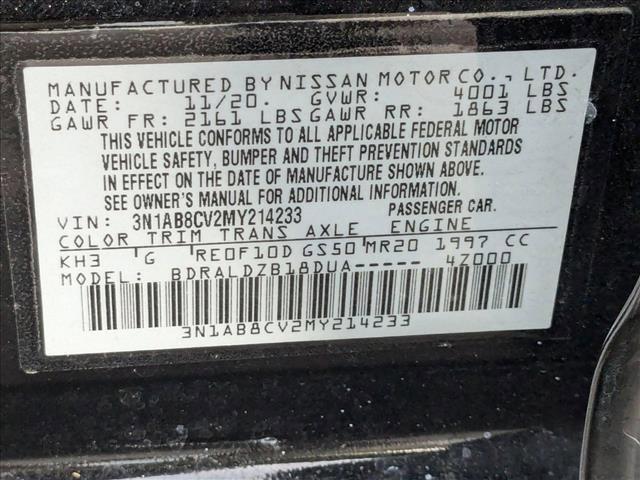 MANUFACTURED BY NISSAN MOTOR CO., LTD.
DATE: 11/20. GVWR: 4001 LBS
GAWR FR: 2161 LBS GAWR RR: 1863 LBS
THIS VEHICLE CONFORMS TO ALL APPLICABLE FEDERAL MOTOR
VEHICLE SAFETY, BUMPER AND THEFT PREVENTION STANDARDS
IN EFFECT ON THE DATE OF MANUFACTURE SHOWN ABOVE.
SEE OWNER'S MANUAL FOR ADDITIONAL INFORMATION.
VIN: 3N1AB8CV2MY214233 PASSENGER CAR.
COLOR TRIM TRANS AXLE ENGINE
KH3 G RE0F10D GS50 MR20 1997 CC
BDRALDZB18DUA----- 4Z000
3N1AB8CV2MY214233